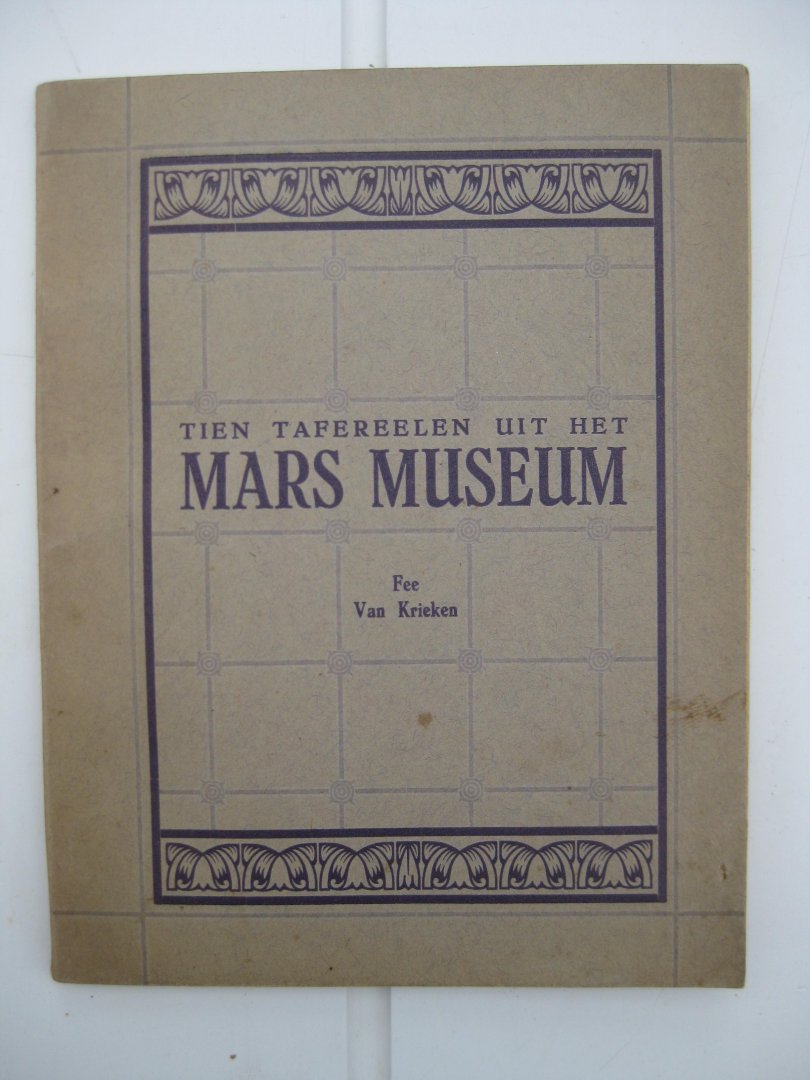 TIEN TAFEREELEN UIT HET
MARS MUSEUM
Fee
Van Krieken